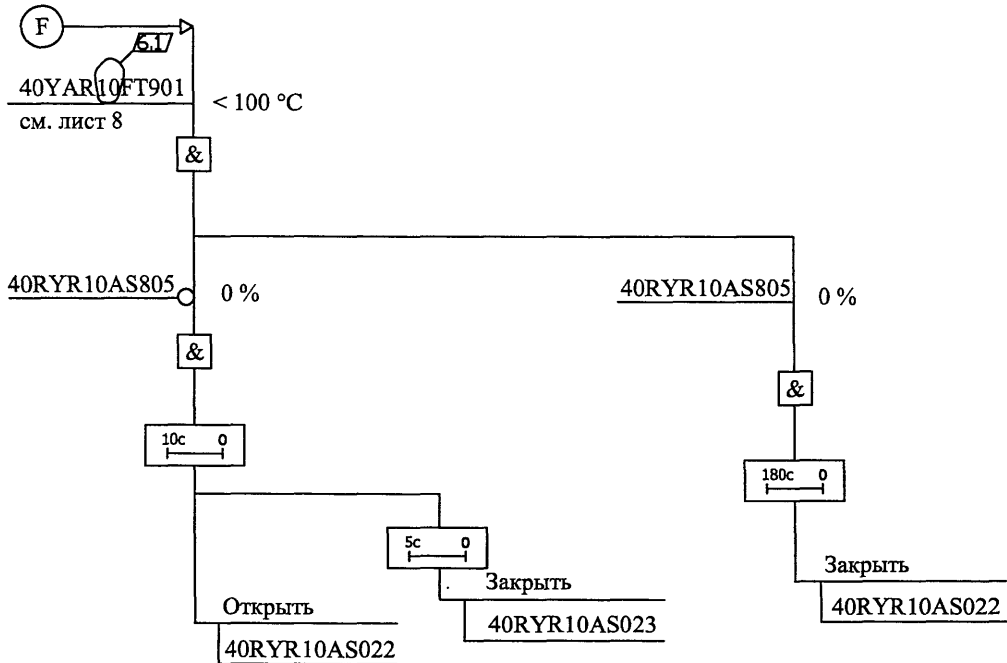 F
6.1
40YAR10FT901
< 100 °C
см. лист 8
&
40RYR10AS805
0 %
40RYR10AS805
0 %
&
&
10с 0
180с 0
5с 0
Закрыть
40RYR10AS022
Закрыть
40RYR10AS023
Открыть
40RYR10AS022